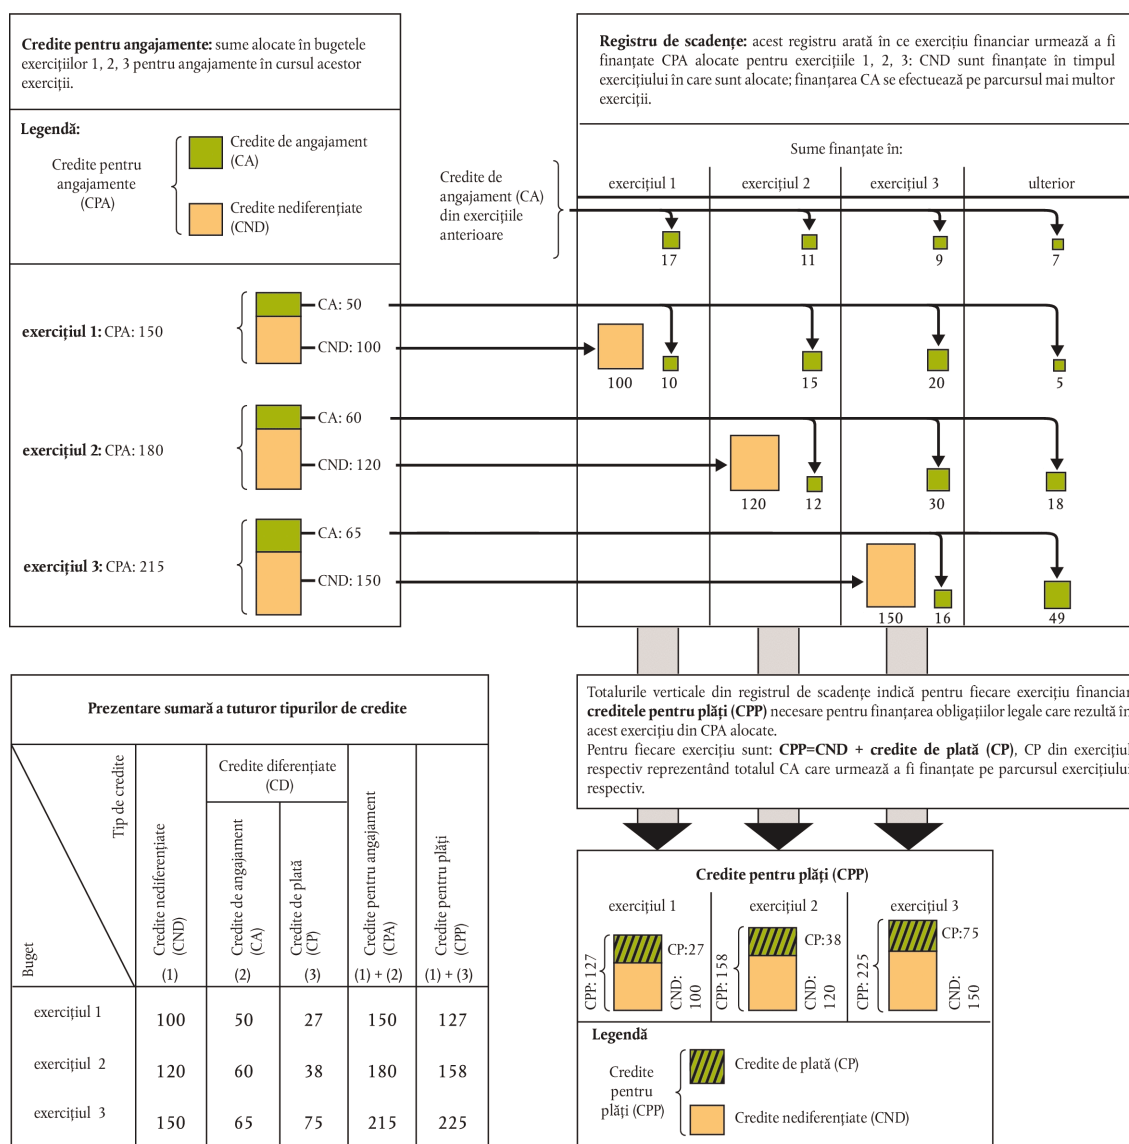 Credite pentru angajamente: sume alocate în bugetele
exercițiilor 1, 2, 3 pentru angajamente în cursul acestor
exerciții.
Legendă:
Credite pentru
angajamente
(CPA)
Credite de angajament
(CA)
Credite nediferențiate
(CND)
Registru de scadențe: acest registru arată în ce exercițiu financiar urmează a fi
finanțate CPA alocate pentru exercițiile 1, 2, 3: CND sunt finanțate în timpul
exercițiului în care sunt alocate; finanțarea CA se efectuează pe parcursul mai multor
exerciții.
Sume finanțate în:
exercițiul 1 exercițiul 2 exercițiul 3 ulterior
Credite de
angajament (CA)
din exercițiile
anterioare
17 11 9 7
exercițiul 1: CPA: 150
CA: 50
CND: 100
100 10 15 20 5
exercițiul 2: CPA: 180
CA: 60
CND: 120
120 12 30 18
exercițiul 3: CPA: 215
CA: 65
CND: 150
150 16 49
Totalurile verticale din registrul de scadențe indică pentru fiecare exercițiu financiar
creditele pentru plăți (CPP) necesare pentru finanțarea obligațiilor legale care rezultă în
acest exercițiu din CPA alocate.
Pentru fiecare exercițiu sunt: CPP=CND + credite de plată (CP), CP din exercițiul
respectiv reprezentând totalul CA care urmează a fi finanțate pe parcursul exercițiului
respectiv.
Prezentare sumară a tuturor tipurilor de credite
Tip de credite
Buget
Credite diferențiate
(CD)
Credite nediferențiate
(CND)
Credite de angajament
(CA)
Credite de plată
(CP)
Credite pentru angajament
(CPA)
Credite pentru plăți
(CPP)
(1) (2) (3) (1) + (2) (1) + (3)
exercițiul 1 100 50 27 150 127
exercițiul 2 120 60 38 180 158
exercițiul 3 150 65 75 215 225
Credite pentru plăți (CPP)
exercițiul 1 exercițiul 2 exercițiul 3
CPP: 127
CP:27
CND:
100
CPP: 158
CP:38
CND:
120
CPP: 225
CP:75
CND:
150
Legendă
Credite
pentru
plăți (CPP)
Credite de plată (CP)
Credite nediferențiate (CND)